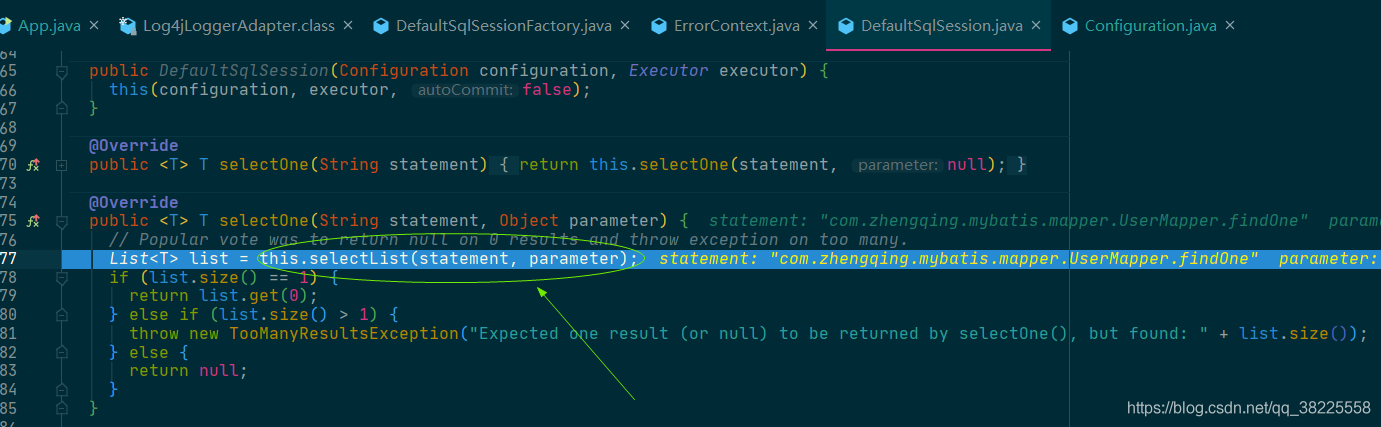 App.java × Log4jLoggerAdapter.class × DefaultSqlSessionFactory.java × ErrorContext.java × DefaultSqlSession.java × Configuration.java ×
64
65 public DefaultSqlSession(Configuration configuration, Executor executor) {
66 this(configuration, executor, autoCommit: false);
67 }
68
69 @Override
70 public <T> T selectOne(String statement) { return this.selectOne(statement, parameter: null); }
73
74 @Override
75 public <T> T selectOne(String statement, Object parameter) { statement: "com.zhengqing.mybatis.mapper.UserMapper.findOne" param
76 // Popular vote was to return null on 0 results and throw exception on too many.
77 List<T> list = this.selectList(statement, parameter); statement: "com.zhengqing.mybatis.mapper.UserMapper.findOne" parameter:
78 if (list.size() == 1) {
79 return list.get(0);
80 } else if (list.size() > 1) {
81 throw new TooManyResultsException("Expected one result (or null) to be returned by selectOne(), but found: " + list.size());
82 } else {
83 return null;
84 }
85 }
https://blog.csdn.net/qq_38225558